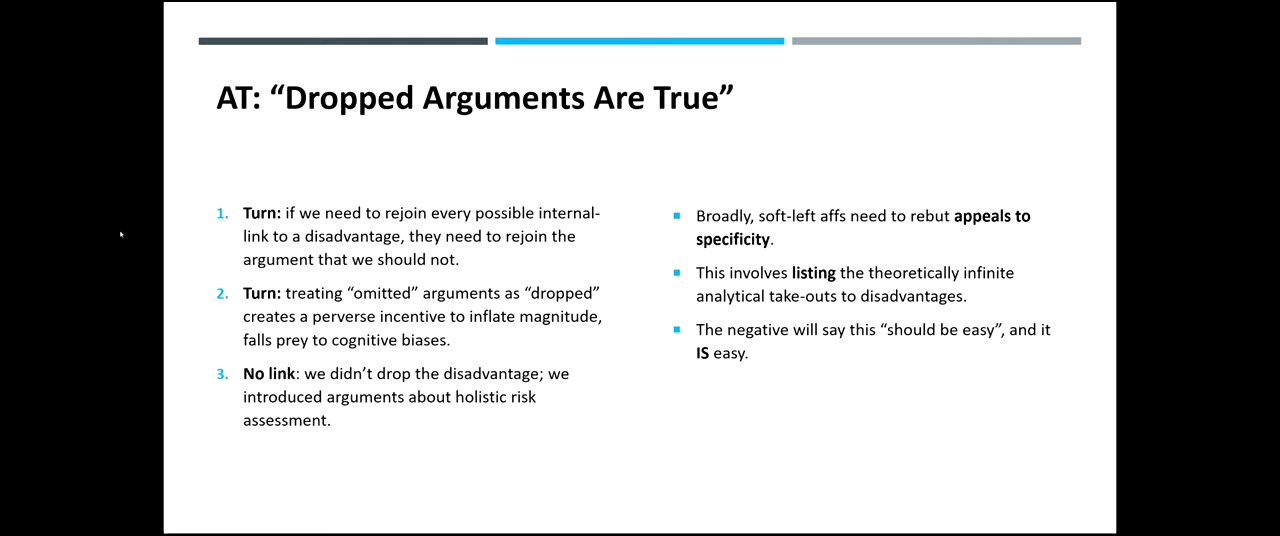 AT: “Dropped Arguments Are True”
1. Turn: if we need to rejoin every possible internal-
link to a disadvantage, they need to rejoin the
argument that we should not.
2. Turn: treating “omitted” arguments as “dropped”
creates a perverse incentive to inflate magnitude,
falls prey to cognitive biases.
3. No link: we didn’t drop the disadvantage; we
introduced arguments about holistic risk
assessment.
▪ Broadly, soft-left affs need to rebut appeals to
specificity.
▪ This involves listing the theoretically infinite
analytical take-outs to disadvantages.
▪ The negative will say this “should be easy”, and it
IS easy.